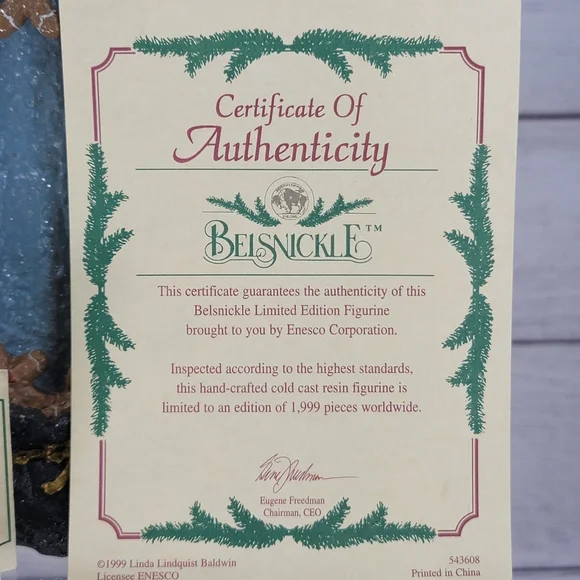 Certificate Of
Authenticity
BELSNICKLE™
This certificate guarantees the authenticity of this
Belsnickle Limited Edition Figurine
brought to you by Enesco Corporation.
Inspected according to the highest standards,
this hand-crafted cold cast resin figurine is
limited to an edition of 1,999 pieces worldwide.
Eugene Freedman
Chairman, CEO
©1999 Linda Lindquist Baldwin
Licensee ENESCO
543608
Printed in China